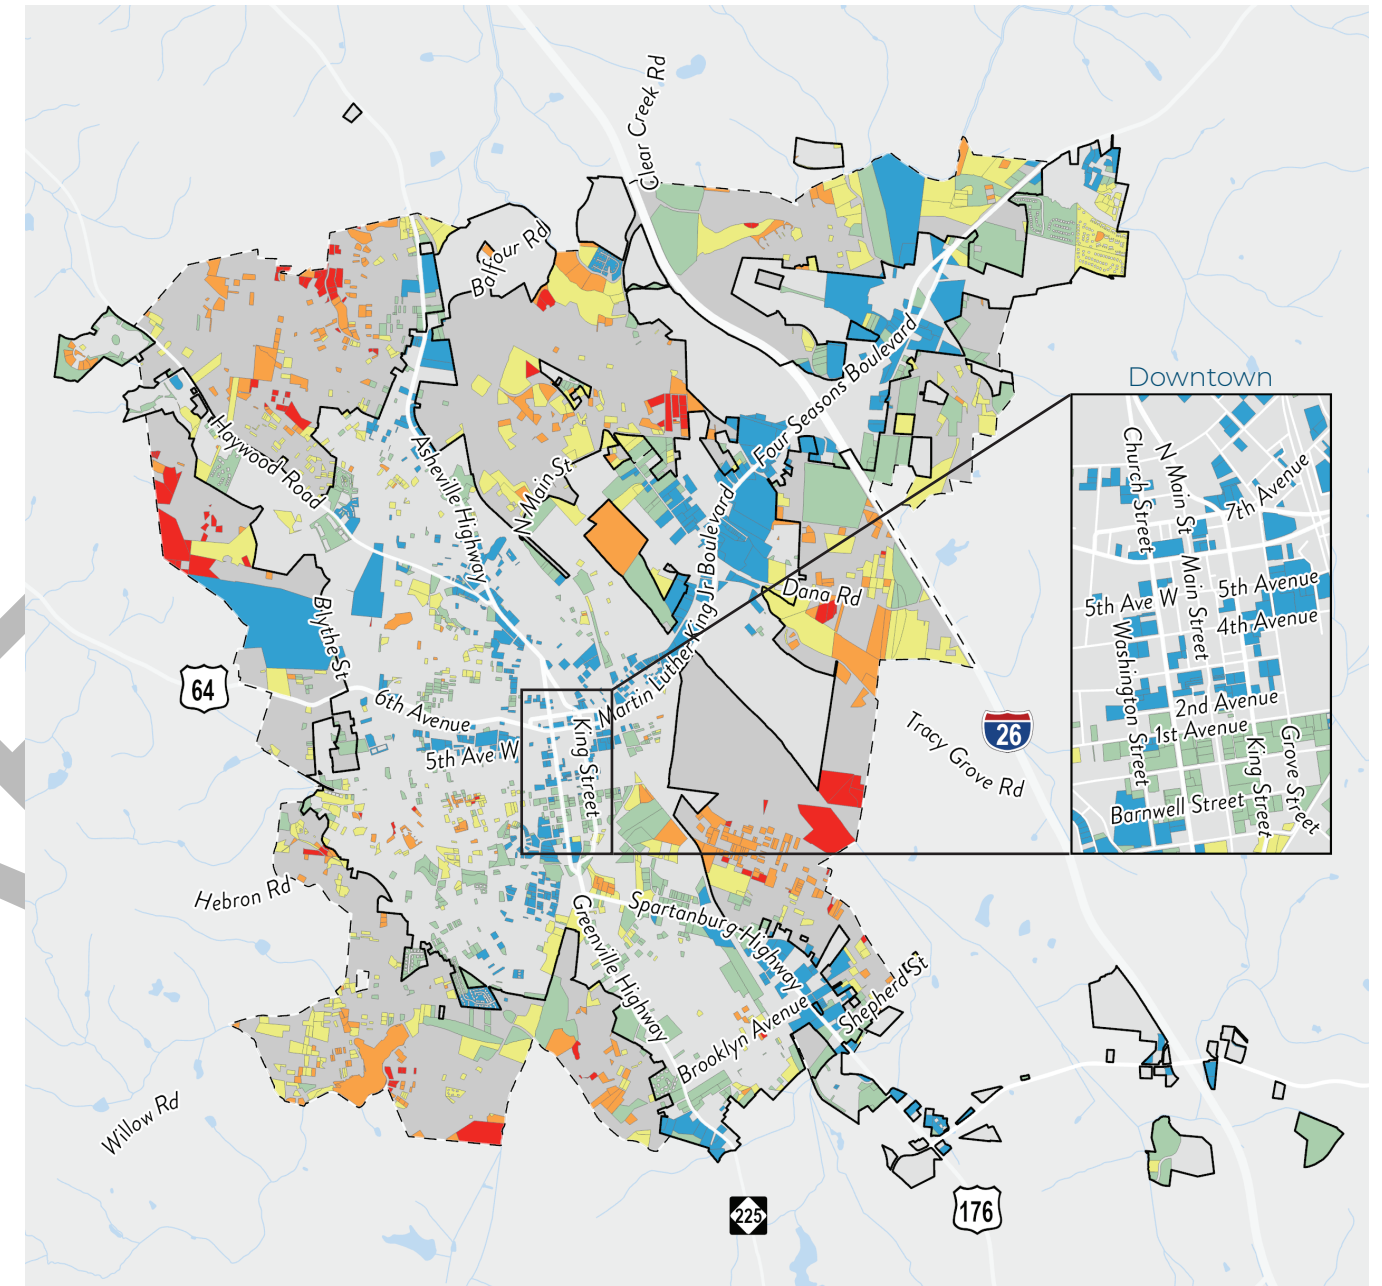 Clear Creek Rd
Balfour Rd
Four Seasons Boulevard
Downtown
Haywood Road
Asheville Highway
N Main St
Church Street
N Main St
7th Avenue
Martin Luther King Jr Boulevard
Dana Rd
Main Street
5th Avenue
5th Ave W
4th Avenue
Blythe St
Washington Street
64
6th Avenue
2nd Avenue
1st Avenue
5th Ave W
King Street
Tracy Grove Rd
26
King Street
Grove Street
Barnwell Street
Hebron Rd
Spartanburg Highway
Greenville Highway
Shepherd St
Brooklyn Avenue
Willow Rd
225
176